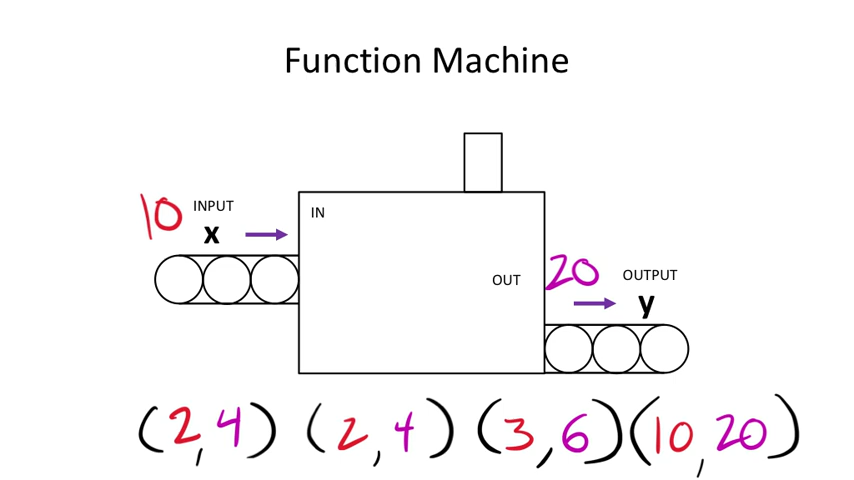 Function Machine
10 INPUT
x
IN
20 OUTPUT
OUT
y
(2,4) (2,4) (3,6) (10,20)